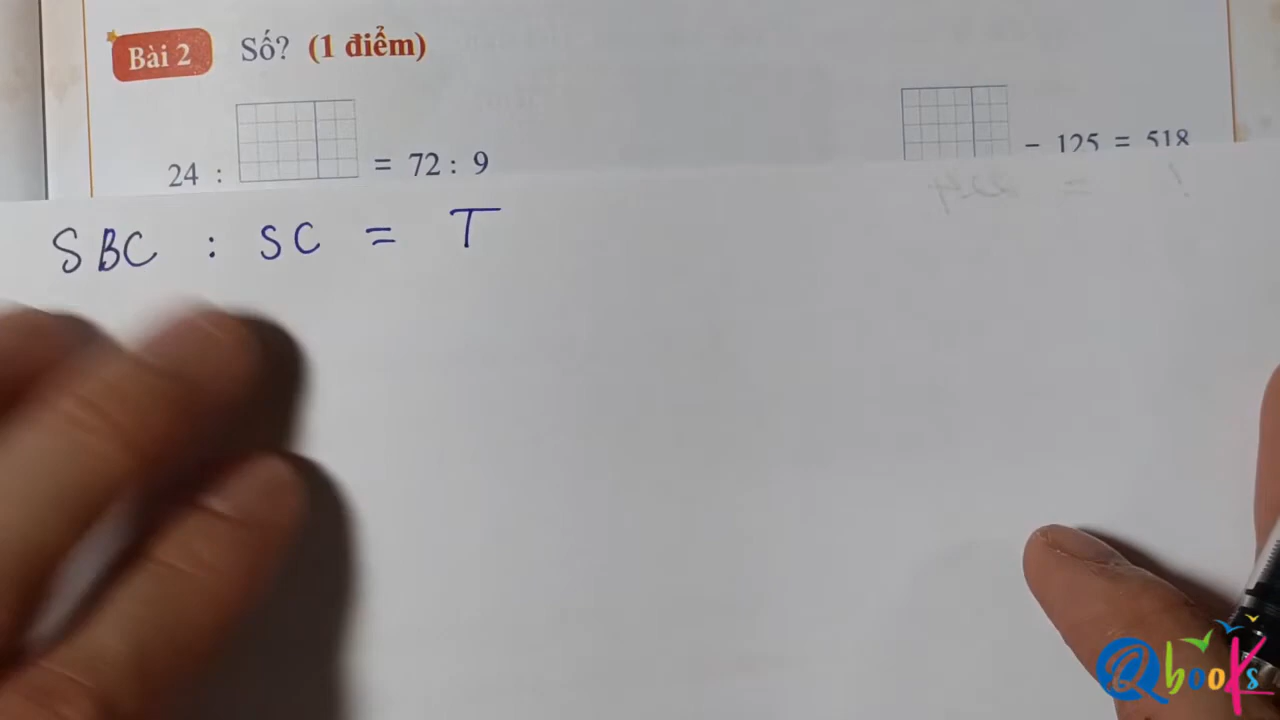 Bài 2 Số? (1 điểm)
24 : = 72 : 9
- 125 = 518
SBC : SC = T
Qbooks